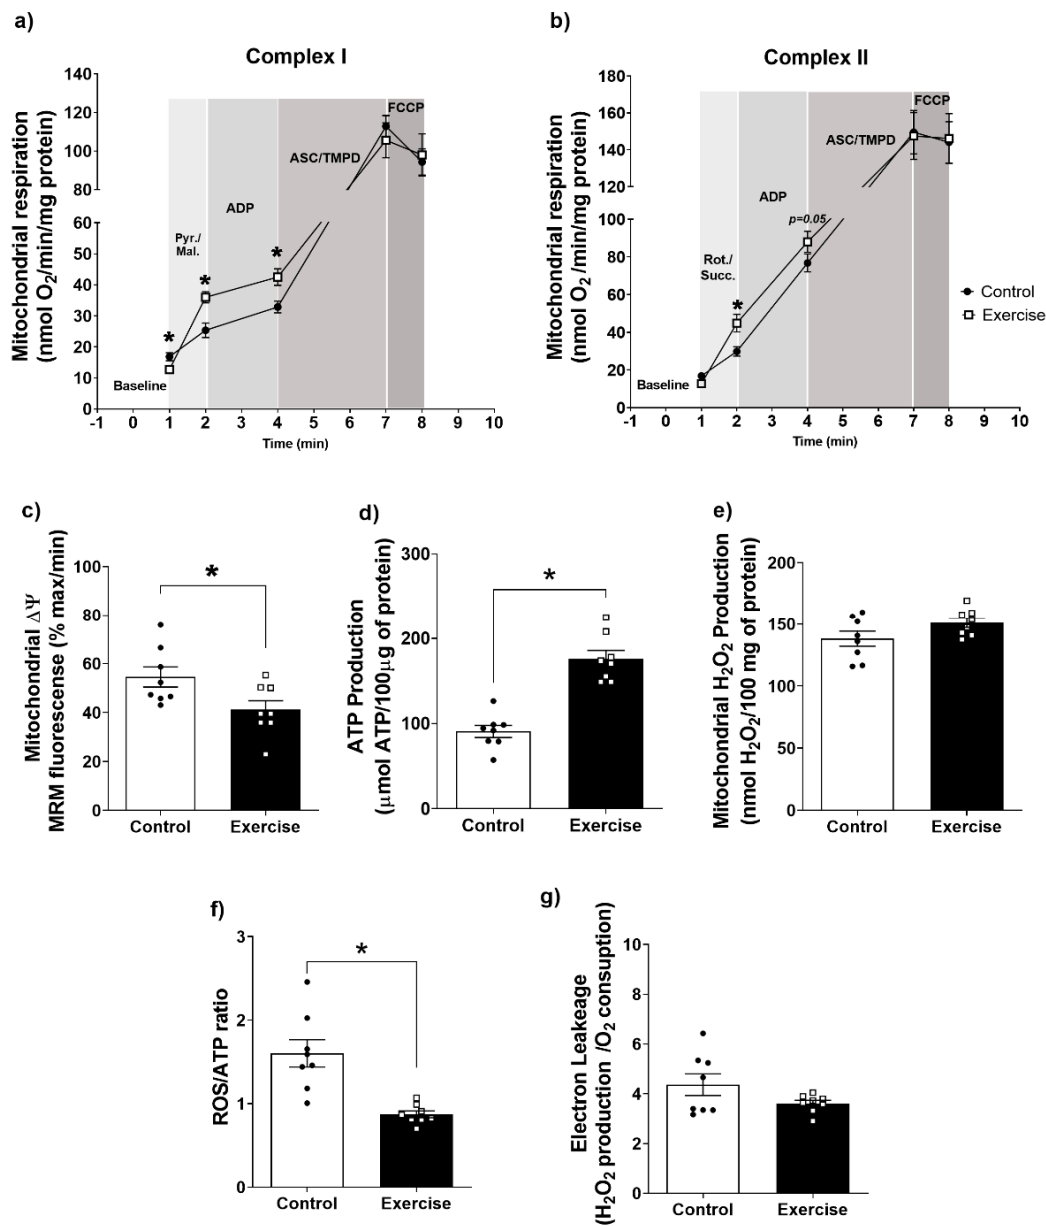 a)
Complex I
Mitochondrial respiration
(nmol O2/min/mg protein)
140
120
100
80
60
50
40
30
20
10
0
FCCP
ASC/TMPD
ADP
Pyr./
Mal.
*
*
*
Baseline
-1 0 1 2 3 4 5 6 7 8 9 10
Time (min)
b)
Complex II
Mitochondrial respiration
(nmol O2 /min/mg protein)
180
160
140
120
100
80
60
40
20
0
FCCP
ASC/TMPD
ADP
p=0.05
Rot./
Succ.
*
Baseline
-1 0 1 2 3 4 5 6 7 8 9 10
Time (min)
Control
Exercise
c)
Mitochondrial ΔΨ
MRM fluorescense (% max/min)
100
80
60
40
20
0
*
Control Exercise
d)
ATP Production
(μmol ATP/100μg of protein)
300
200
100
0
*
Control Exercise
e)
Mitochondrial H2O2 Production
(nmol H2O2/100 mg of protein)
200
150
100
50
0
Control Exercise
f)
ROS/ATP ratio
3
2
1
0
*
Control Exercise
g)
Electron Leakeage
(H2O2 production /O2 consuption)
10
8
6
4
2
0
Control Exercise